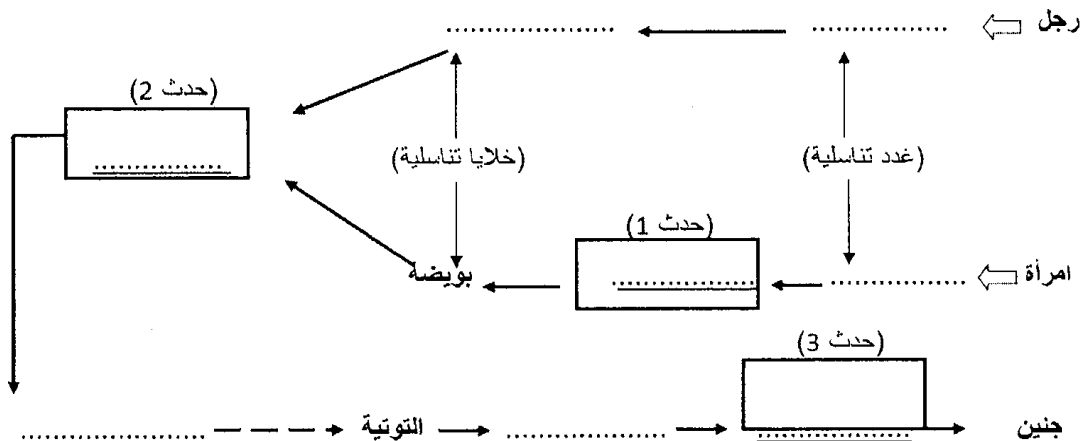 رجل ............................ ............................
(حدث 2)
............................
(غدد تناسلية) (خلايا تناسلية)
(حدث 1)
امرأة ............................ ............................ بويضة
(حدث 3)
............................ التوتية ............................ ............................ جنين